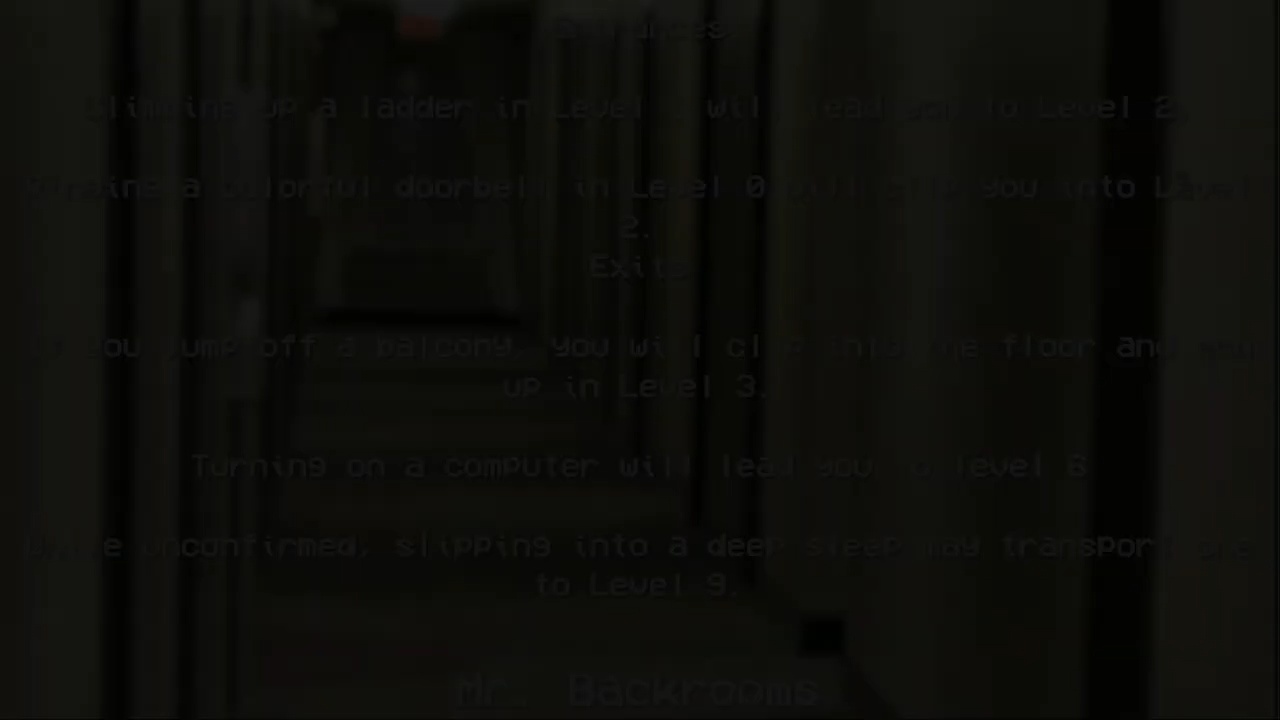 Entrances
Climbing up a ladder in Level will lead you to Level 2.
a colorful doorbell in Level 0 will you into Level
2.
Exits
you jump off a balcony, you will clip into the floor and
up in Level 3.
Turning on a computer will lead you to level 6
unconfirmed, slipping into a deep sleep may transport one
to Level 9.
Mr. Backrooms